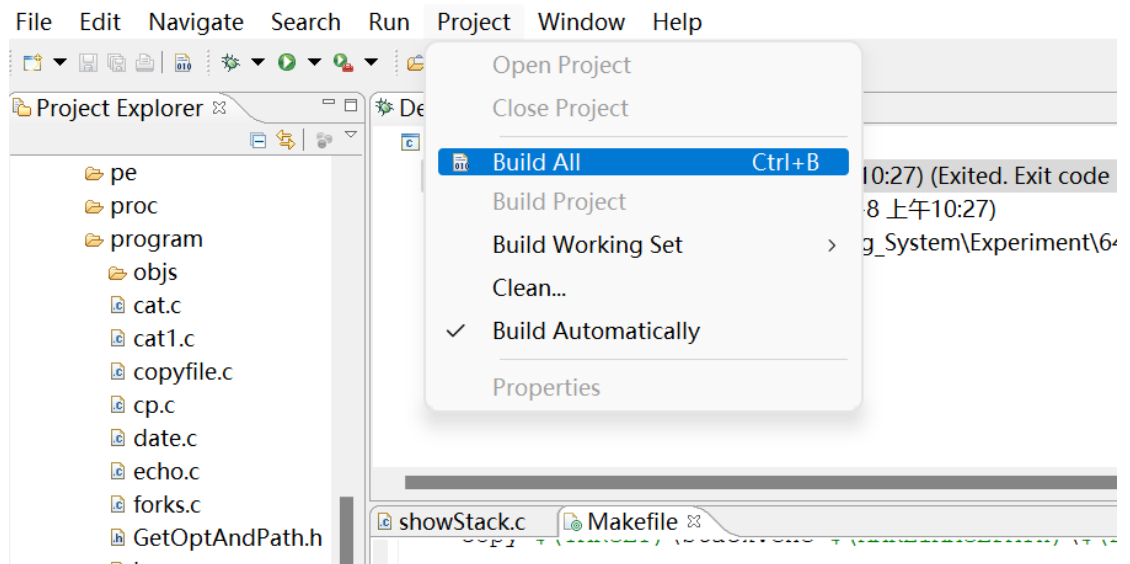 File Edit Navigate Search Run Project Window Help
Project Explorer
pe
proc
program
objs
cat.c
cat1.c
copyfile.c
cp.c
date.c
echo.c
forks.c
GetOptAndPath.h
Open Project
Close Project
Build All Ctrl+B
Build Project
Build Working Set
Clean...
Build Automatically
Properties
De
10:27) (Exited. Exit code
-8 上午10:27)
g_System\Experiment\64
showStack.c Makefile